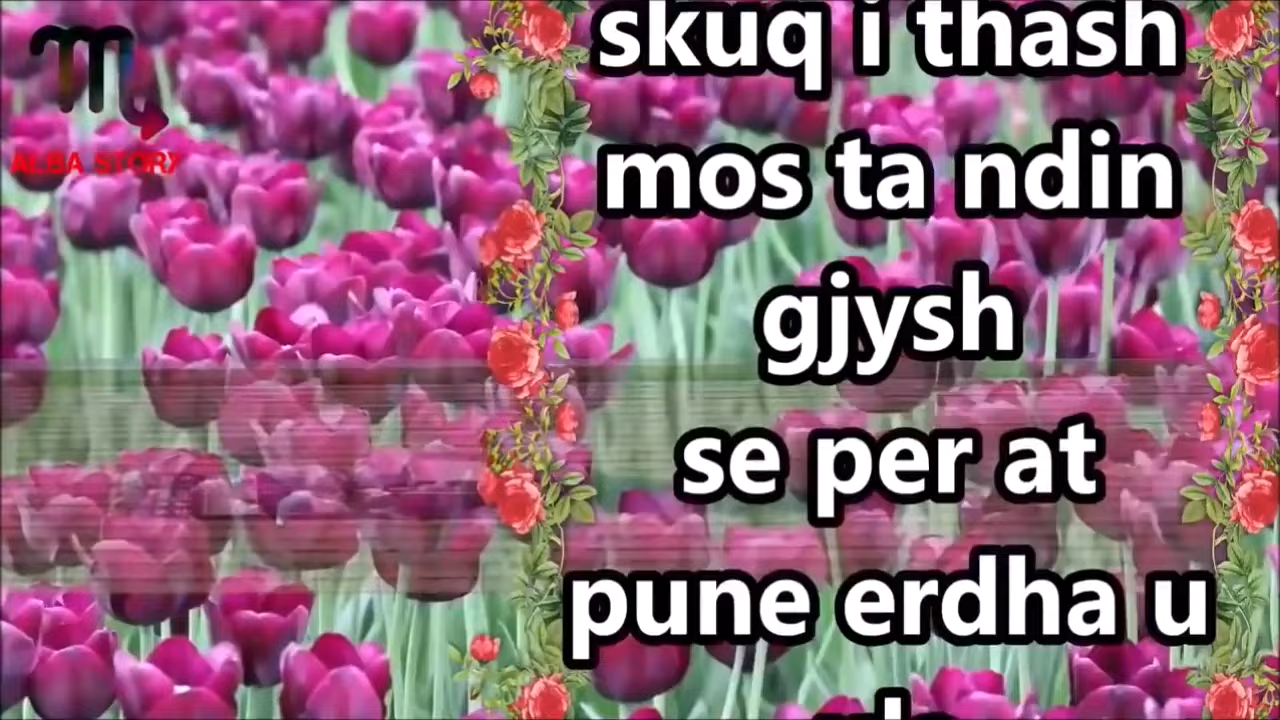 ALBA STORY
skuq i thash
mos ta ndin
gjysh
se per at
pune erdha u